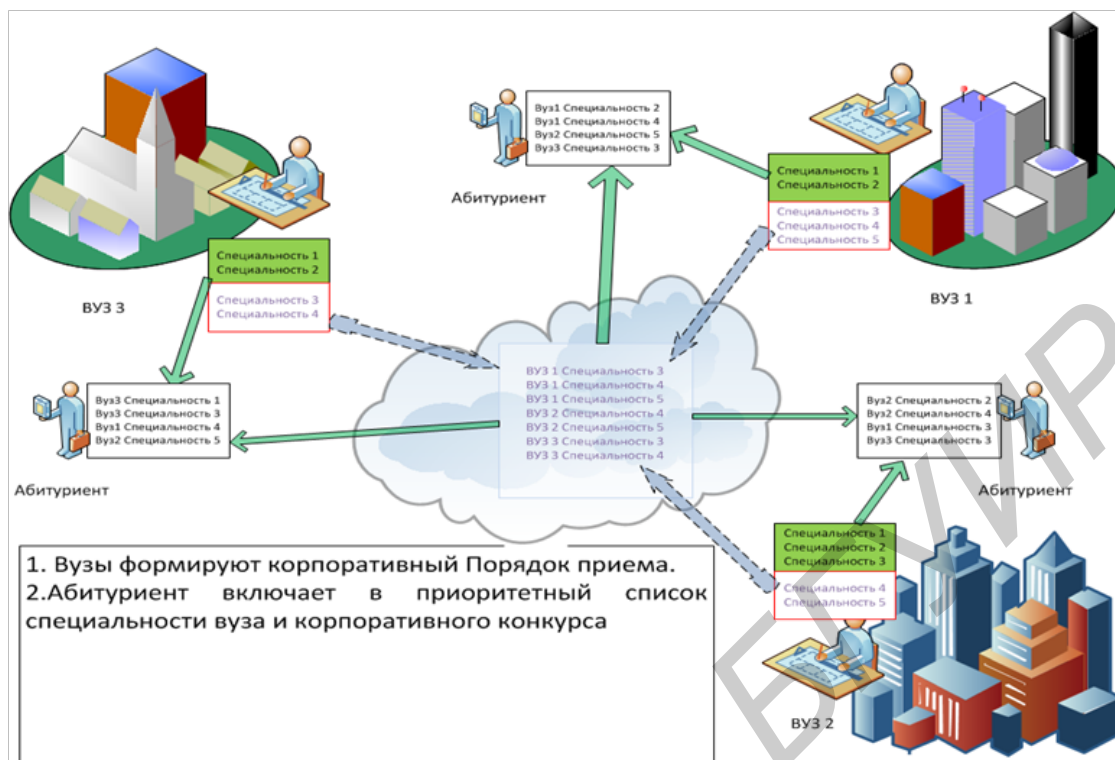 Вуз1 Специальность 2
Вуз1 Специальность 4
Вуз2 Специальность 5
Вуз3 Специальность 3
Абитуриент
Специальность 1
Специальность 2
Специальность 3
Специальность 4
Специальность 5
ВУЗ 1
Специальность 1
Специальность 2
Специальность 3
Специальность 4
ВУЗ 3
ВУЗ 1 Специальность 3
ВУЗ 1 Специальность 4
ВУЗ 1 Специальность 5
ВУЗ 2 Специальность 4
ВУЗ 2 Специальность 5
ВУЗ 3 Специальность 3
ВУЗ 3 Специальность 4
Вуз3 Специальность 1
Вуз3 Специальность 3
Вуз1 Специальность 4
Вуз2 Специальность 5
Абитуриент
Вуз2 Специальность 2
Вуз2 Специальность 4
Вуз1 Специальность 3
Вуз3 Специальность 3
Абитуриент
Специальность 1
Специальность 2
Специальность 3
Специальность 4
Специальность 5
ВУЗ 2
1. Вузы формируют корпоративный Порядок приема.
2.Абитуриент включает в приоритетный список
специальности вуза и корпоративного конкурса
БГУИР